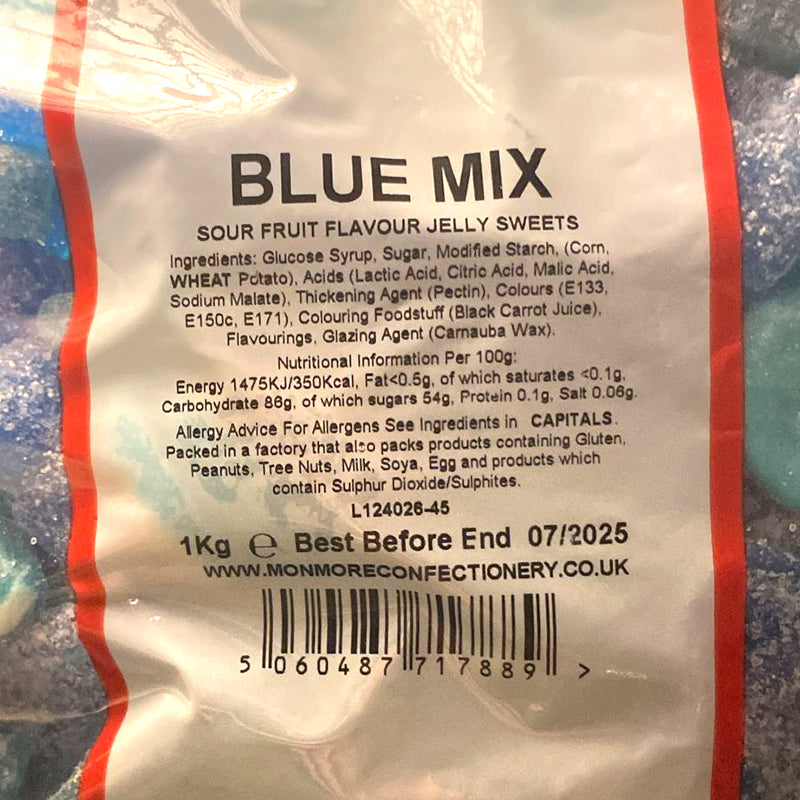 BLUE MIX
SOUR FRUIT FLAVOUR JELLY SWEETS
Ingredients: Glucose Syrup, Sugar, Modified Starch, (Corn,
WHEAT Potato), Acids (Lactic Acid, Citric Acid, Malic Acid,
Sodium Malate), Thickening Agent (Pectin), Colours (E133,
E150c, E171), Colouring Foodstuff (Black Carrot Juice),
Flavourings, Glazing Agent (Carnauba Wax).
Nutritional Information Per 100g:
Energy 1475KJ/350Kcal, Fat<0.5g, of which saturates <0.1g,
Carbohydrate 86g, of which sugars 54g, Protein 0.1g, Salt 0.06g.
Allergy Advice For Allergens See Ingredients in CAPITALS.
Packed in a factory that also packs products containing Gluten,
Peanuts, Tree Nuts, Milk, Soya, Egg and products which
contain Sulphur Dioxide/Sulphites.
L124026-45
1Kg ℮ Best Before End 07/2025
WWW.MONMORECONFECTIONERY.CO.UK
5 060487 717889 >